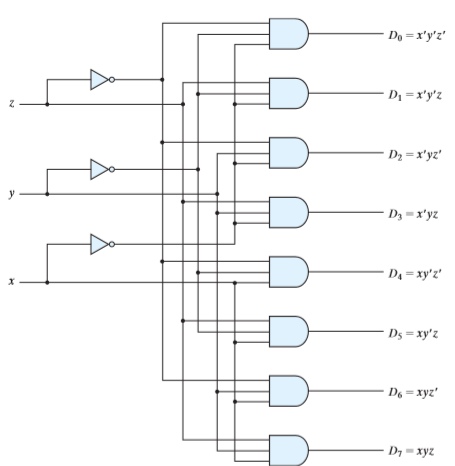 D₀ = x'y'z'
D₁ = x'y'z
z
D₂ = x'yz'
y
D₃ = x'yz
D₄ = xy'z'
x
D₅ = xy'z
D₆ = xyz'
D₇ = xyz